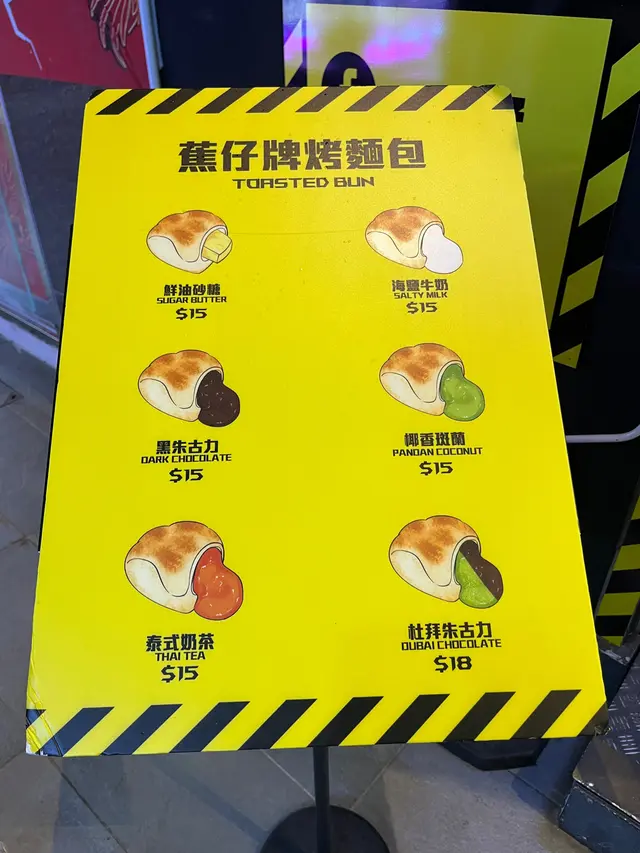 蕉仔牌烤麵包
TOASTED BUN
鮮油砂糖
SUGAR BUTTER
$15
海鹽牛奶
SALTY MILK
$15
黑朱古力
DARK CHOCOLATE
$15
椰香斑蘭
PANDAN COCONUT
$15
泰式奶茶
THAI TEA
$15
杜拜朱古力
DUBAI CHOCOLATE
$18